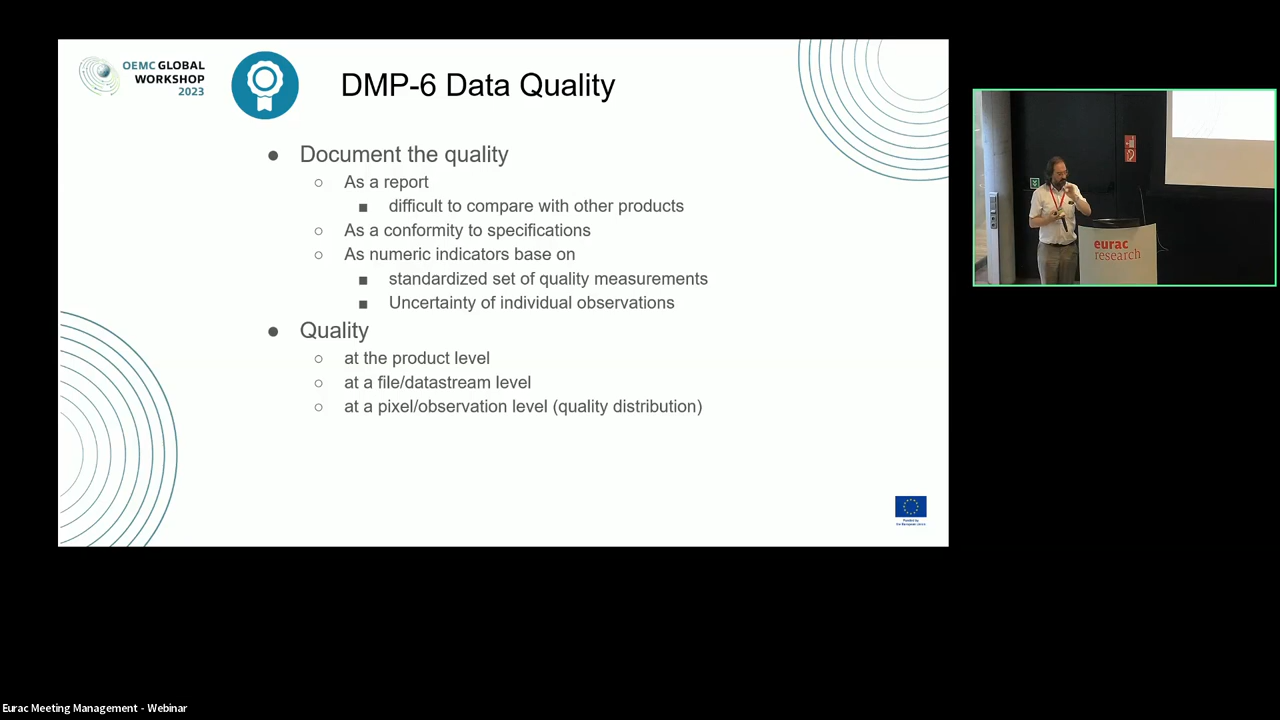 OEMC GLOBAL
WORKSHOP
2023
DMP-6 Data Quality
● Document the quality
○ As a report
■ difficult to compare with other products
○ As a conformity to specifications
○ As numeric indicators base on
■ standardized set of quality measurements
■ Uncertainty of individual observations
● Quality
○ at the product level
○ at a file/datastream level
○ at a pixel/observation level (quality distribution)
eurac
research
Eurac Meeting Management - Webinar